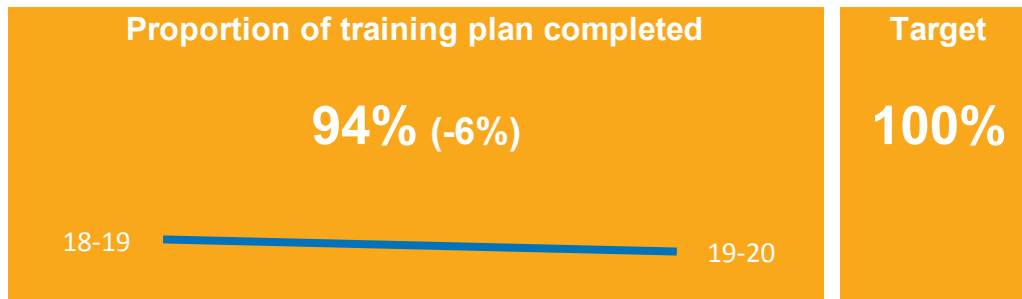 Proportion of training plan completed
94% (-6%)
18-19
19-20
Target
100%